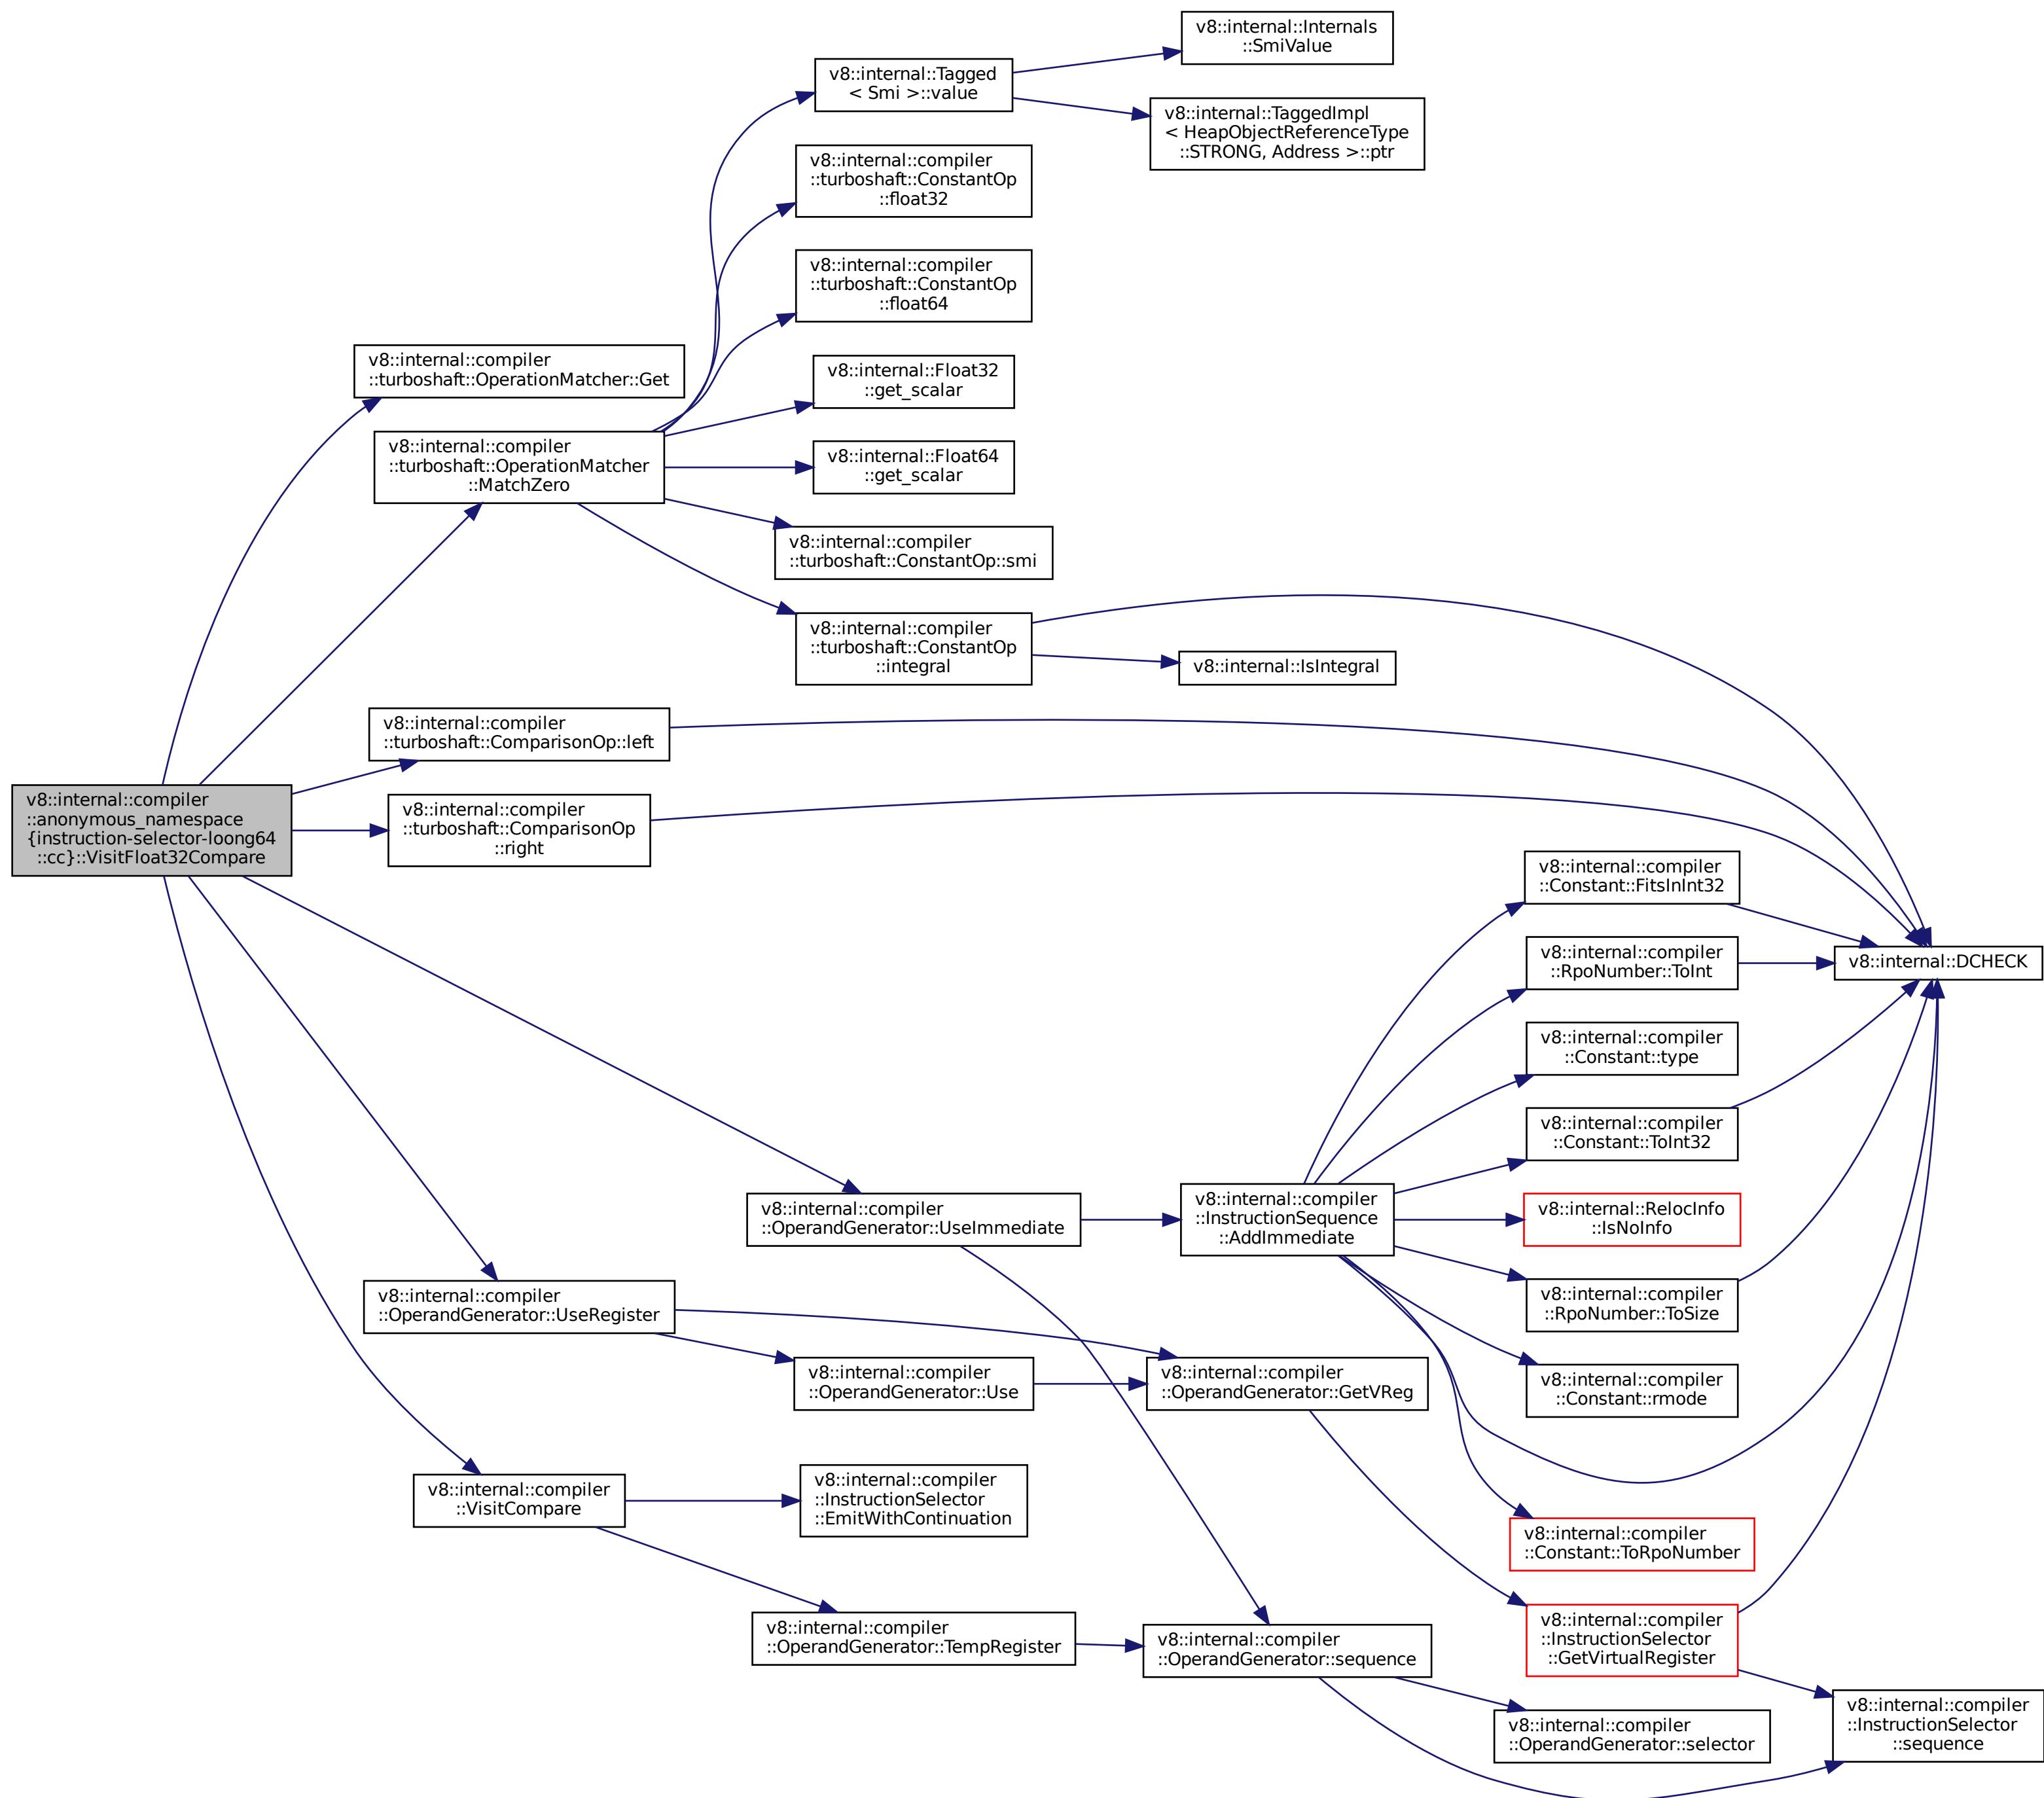 v8::internal::Internals
::SmiValue
v8::internal::Tagged
< Smi >::value
v8::internal::TaggedImpl
< HeapObjectReferenceType
::STRONG, Address >::ptr
v8::internal::compiler
::turboshaft::ConstantOp
::float32
v8::internal::compiler
::turboshaft::ConstantOp
::float64
v8::internal::compiler
::turboshaft::OperationMatcher::Get
v8::internal::Float32
::get_scalar
v8::internal::compiler
::turboshaft::OperationMatcher
::MatchZero
v8::internal::Float64
::get_scalar
v8::internal::compiler
::turboshaft::ConstantOp::smi
v8::internal::compiler
::turboshaft::ConstantOp
::integral
v8::internal::IsIntegral
v8::internal::compiler
::turboshaft::ComparisonOp::left
v8::internal::compiler
::anonymous_namespace
{instruction-selector-loong64
::cc}::VisitFloat32Compare
v8::internal::compiler
::turboshaft::ComparisonOp
::right
v8::internal::compiler
::Constant::FitsInInt32
v8::internal::DCHECK
v8::internal::compiler
::RpoNumber::ToInt
v8::internal::compiler
::Constant::type
v8::internal::compiler
::Constant::ToInt32
v8::internal::compiler
::OperandGenerator::UseImmediate
v8::internal::compiler
::InstructionSequence
::AddImmediate
v8::internal::RelocInfo
::IsNoInfo
v8::internal::compiler
::OperandGenerator::UseRegister
v8::internal::compiler
::RpoNumber::ToSize
v8::internal::compiler
::OperandGenerator::Use
v8::internal::compiler
::OperandGenerator::GetVReg
v8::internal::compiler
::Constant::rmode
v8::internal::compiler
::VisitCompare
v8::internal::compiler
::InstructionSelector
::EmitWithContinuation
v8::internal::compiler
::Constant::ToRpoNumber
v8::internal::compiler
::OperandGenerator::TempRegister
v8::internal::compiler
::OperandGenerator::sequence
v8::internal::compiler
::InstructionSelector
::GetVirtualRegister
v8::internal::compiler
::OperandGenerator::selector
v8::internal::compiler
::InstructionSelector
::sequence